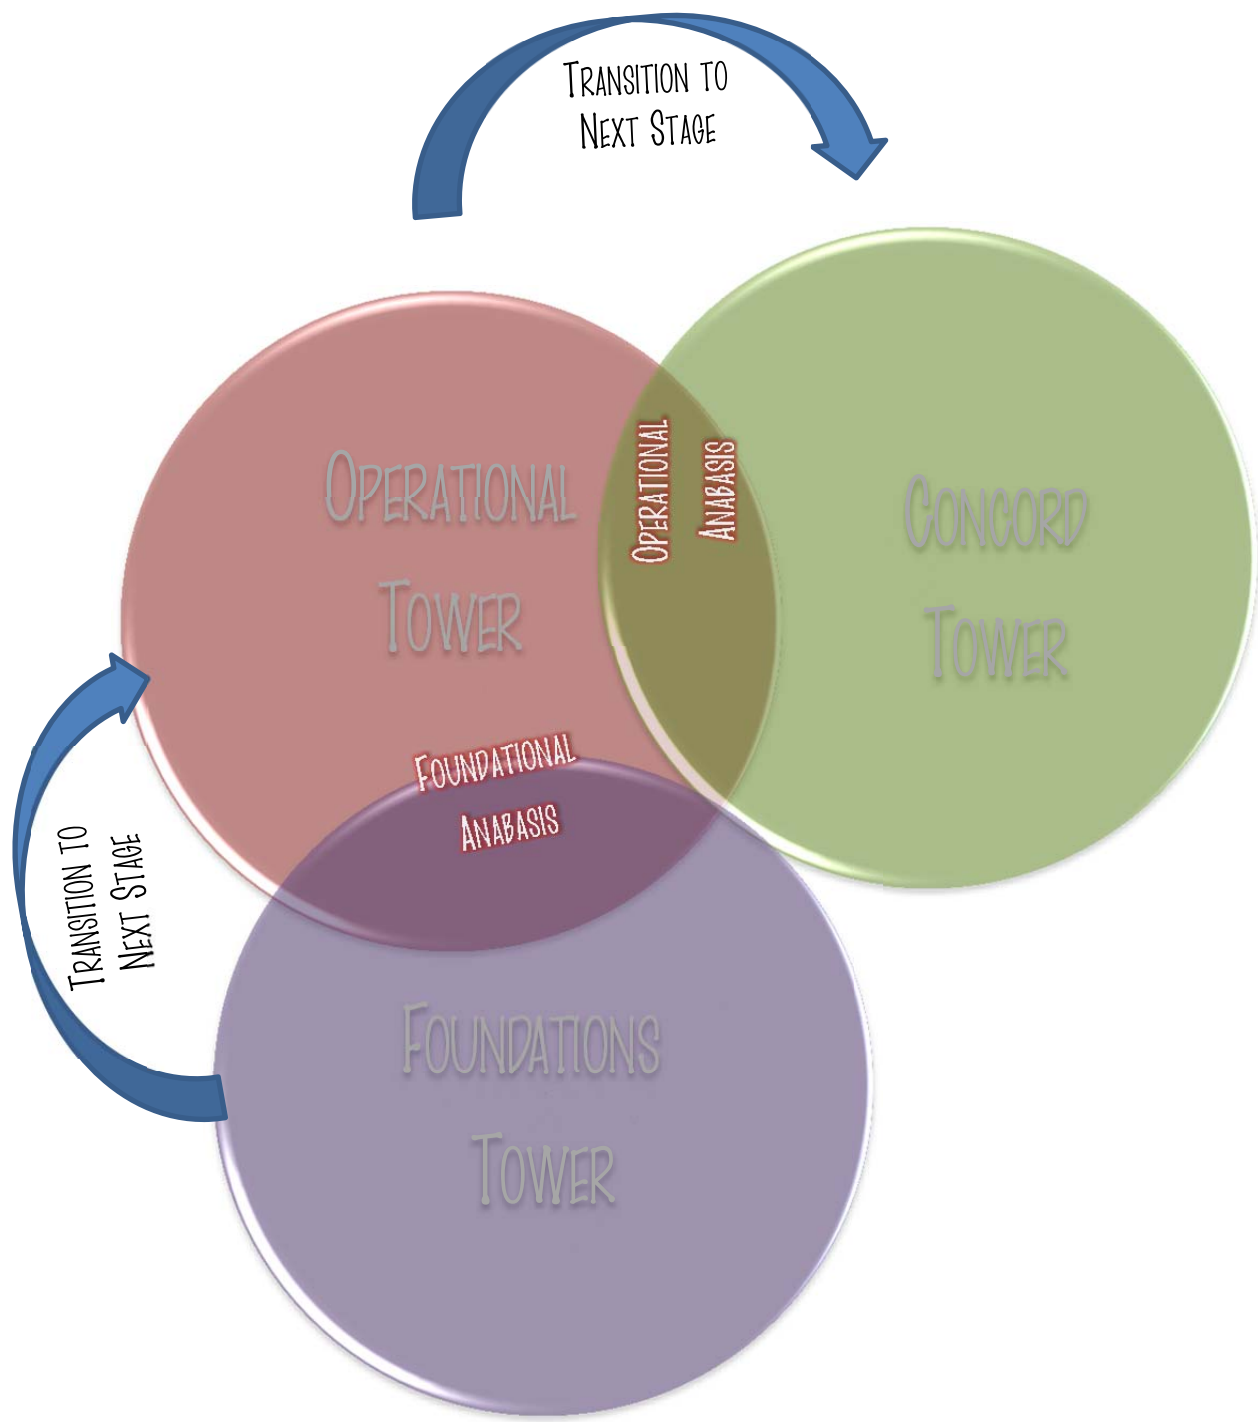 Transition to
Next Stage
Operational
Tower
Operational
Anabasis
Concord
Tower
Foundational
Anabasis
Transition to
Next Stage
Foundations
Tower